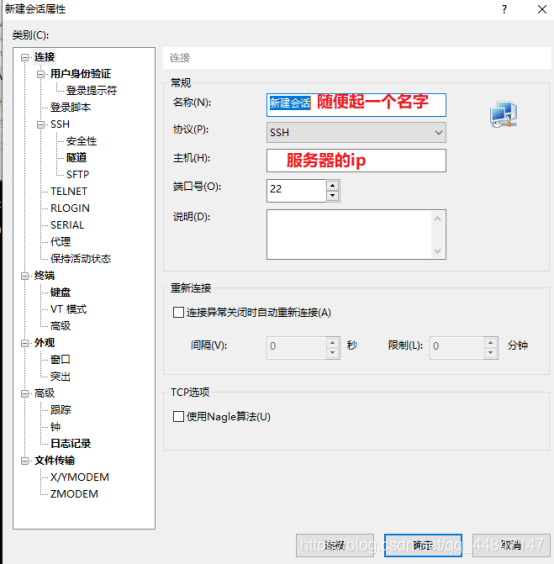 新建会话属性
类别(C):
连接
用户身份验证
登录提示符
登录脚本
SSH
安全性
隧道
SFTP
TELNET
RLOGIN
SERIAL
代理
保持活动状态
终端
键盘
VT 模式
高级
外观
窗口
突出
高级
跟踪
钟
日志记录
文件传输
X/YMODEM
ZMODEM
连接
常规
名称(N): 新建会话 随便起一个名字
协议(P): SSH
主机(H): 服务器的ip
端口号(O): 22
说明(D):
重新连接
连接异常关闭时自动重新连接(A)
间隔(V): 0 秒 限制(L): 0 分钟
TCP选项
使用Nagle算法(U)
连接 确定 取消